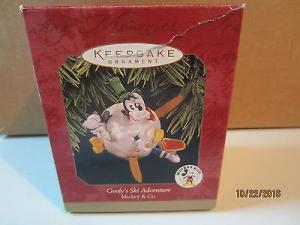 KEEPSAKE
ORNAMENT
Goofy's Ski Adventure
Mickey & Co.
10/22/2016